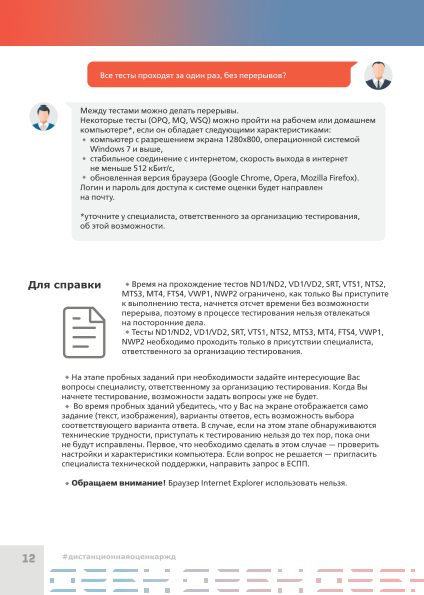 Все тесты проходят за один раз, без перерывов?
Между тестами можно делать перерывы.
Некоторые тесты (OPQ, MQ, WSQ) можно пройти на рабочем или домашнем
компьютере*, если он обладает следующими характеристиками:
• компьютер с разрешением экрана 1280x800, операционной системой
Windows 7 и выше,
• стабильное соединение с интернетом, скорость выхода в интернет
не меньше 512 кБит/с,
• обновленная версия браузера (Google Chrome, Opera, Mozilla Firefox).
Логин и пароль для доступа к системе оценки будет направлен
на почту.
*уточните у специалиста, ответственного за организацию тестирования,
об этой возможности.
Для справки
• Время на прохождение тестов ND1/ND2, VD1/VD2, SRT, VTS1, NTS2,
MTS3, MT4, FTS4, VWP1, NWP2 ограничено, как только Вы приступите
к выполнению теста, начнется отсчет времени без возможности
перерыва, поэтому в процессе тестирования нельзя отвлекаться
на посторонние дела.
• Тесты ND1/ND2, VD1/VD2, SRT, VTS1, NTS2, MTS3, MT4, FTS4, VWP1,
NWP2 необходимо проходить только в присутствии специалиста,
ответственного за организацию тестирования.
• На этапе пробных заданий при необходимости задайте интересующие Вас
вопросы специалисту, ответственному за организацию тестирования. Когда Вы
начнете тестирование, возможности задать вопросы уже не будет.
• Во время пробных заданий убедитесь, что у Вас на экране отображается само
задание (текст, изображения), варианты ответов, есть возможность выбора
соответствующего варианта ответа. В случае, если на этом этапе обнаруживаются
технические трудности, приступать к тестированию нельзя до тех пор, пока они
не будут исправлены. Первое, что необходимо сделать в этом случае — проверить
настройки и характеристики компьютера. Если вопрос не решается — пригласить
специалиста технической поддержки, направить запрос в ЕСПП.
• Обращаем внимание! Браузер Internet Explorer использовать нельзя.
12
#дистанционнаяоценкаржд